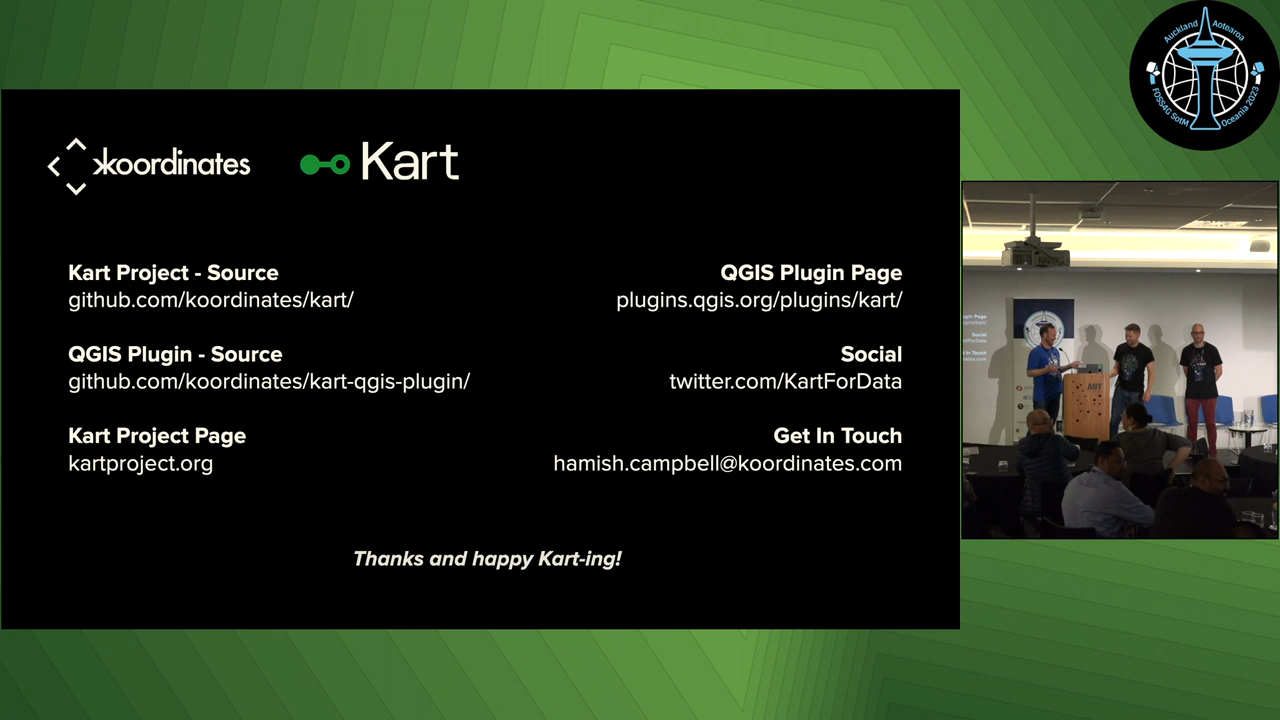 koordinates
Kart
Kart Project - Source
github.com/koordinates/kart/
QGIS Plugin - Source
github.com/koordinates/kart-qgis-plugin/
Kart Project Page
kartproject.org
QGIS Plugin Page
plugins.qgis.org/plugins/kart/
Social
twitter.com/KartForData
Get In Touch
hamish.campbell@koordinates.com
Thanks and happy Kart-ing!
Auckland Aotearoa
FOSS4G SotM Oceania 2023
Social
AUT